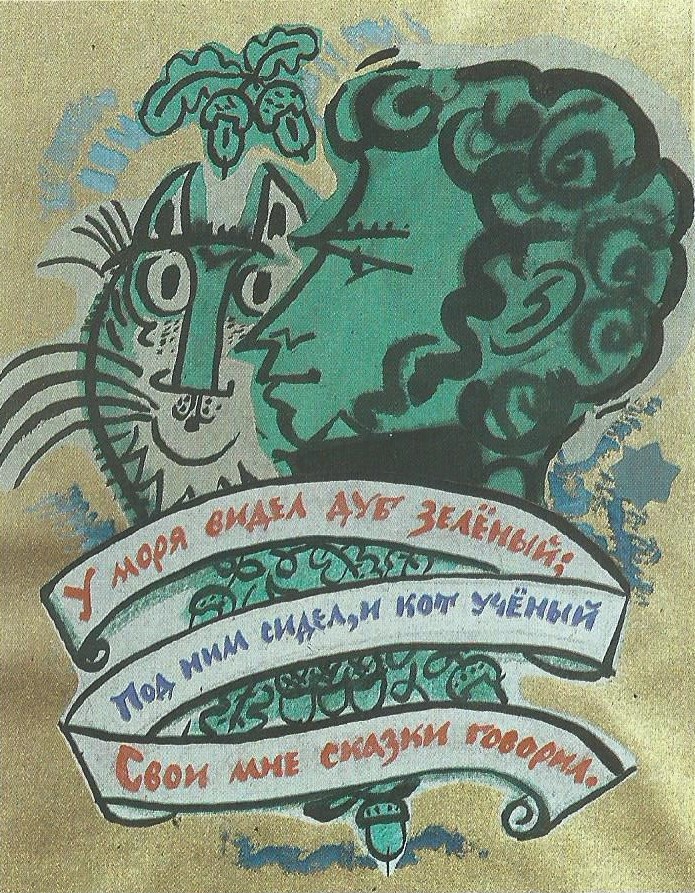 У моря видел дуб зелёный;
Под ним сидел, и кот учёный
Свои мне сказки говорил.